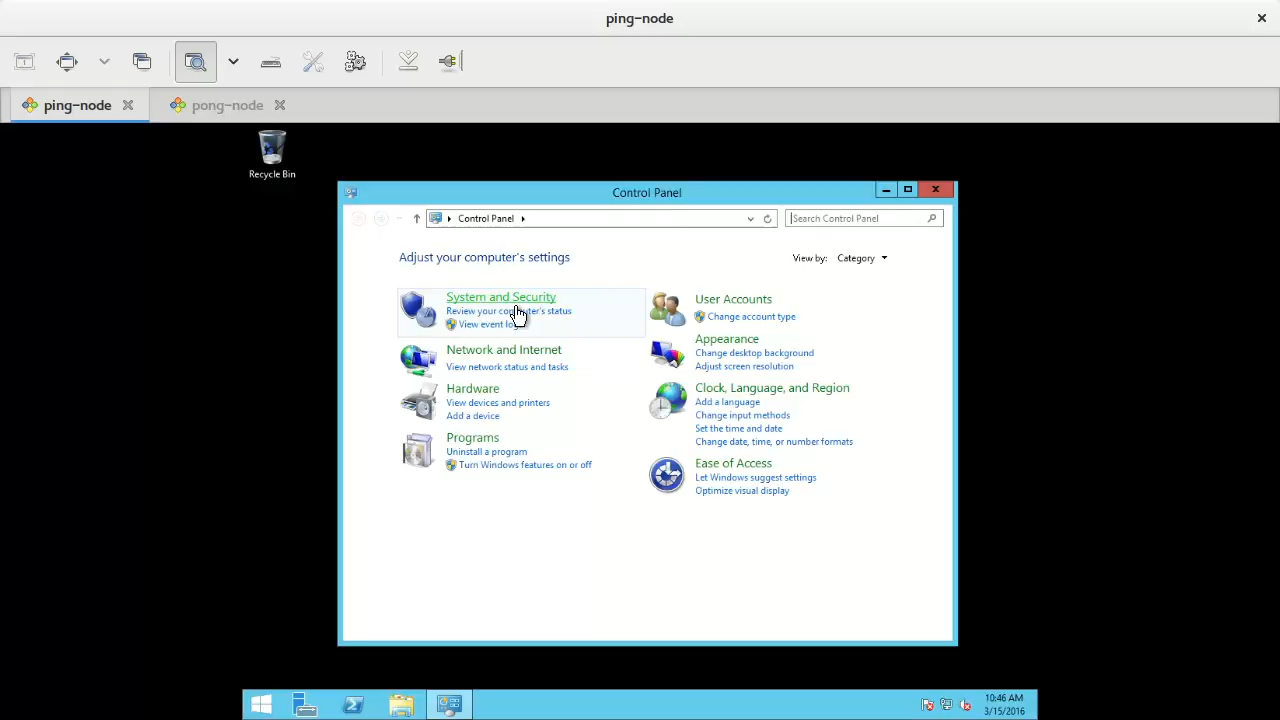 ping-node
ping-node
pong-node
Recycle Bin
Control Panel
Control Panel
Search Control Panel
Adjust your computer's settings
View by: Category
System and Security
Review your computer's status
View event log
Network and Internet
View network status and tasks
Hardware
View devices and printers
Add a device
Programs
Uninstall a program
Turn Windows features on or off
User Accounts
Change account type
Appearance
Change desktop background
Adjust screen resolution
Clock, Language, and Region
Add a language
Change input methods
Set the time and date
Change date, time, or number formats
Ease of Access
Let Windows suggest settings
Optimize visual display
10:46 AM
3/15/2016